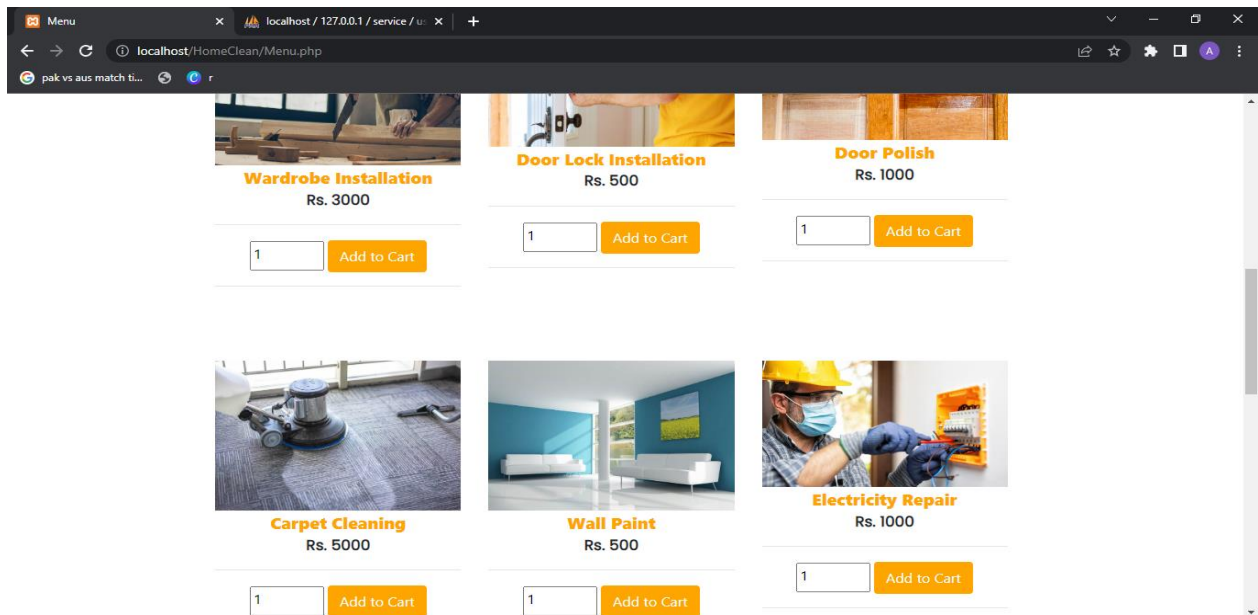 Menu
localhost / 127.0.0.1 / service / u
localhost/HomeClean/Menu.php
A
pak vs aus match ti...
r
Wardrobe Installation
Rs. 3000
1
Add to Cart
Door Lock Installation
Rs. 500
1
Add to Cart
Door Polish
Rs. 1000
1
Add to Cart
Carpet Cleaning
Rs. 5000
1
Add to Cart
Wall Paint
Rs. 500
1
Add to Cart
Electricity Repair
Rs. 1000
1
Add to Cart